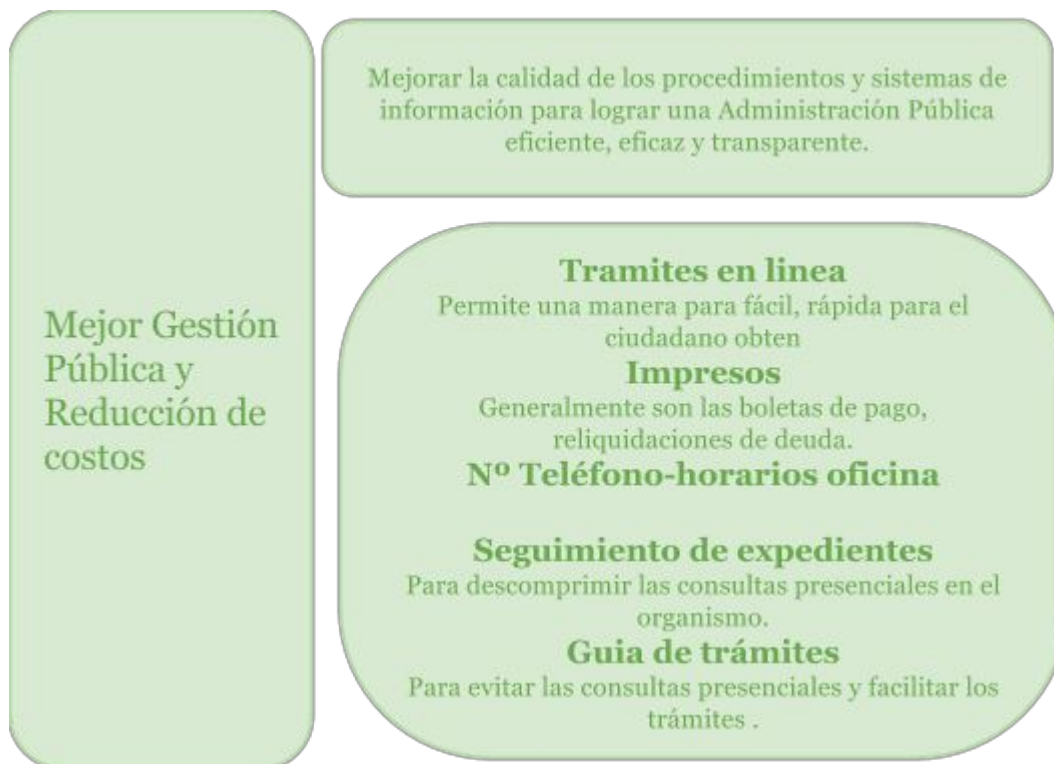 Mejor Gestión
Pública y
Reducción de
costos
Mejorar la calidad de los procedimientos y sistemas de
información para lograr una Administración Pública
eficiente, eficaz y transparente.
Tramites en linea
Permite una manera para fácil, rápida para el
ciudadano obten
Impresos
Generalmente son las boletas de pago,
reliquidaciones de deuda.
Nº Teléfono-horarios oficina
Seguimiento de expedientes
Para descomprimir las consultas presenciales en el
organismo.
Guia de trámites
Para evitar las consultas presenciales y facilitar los
trámites .